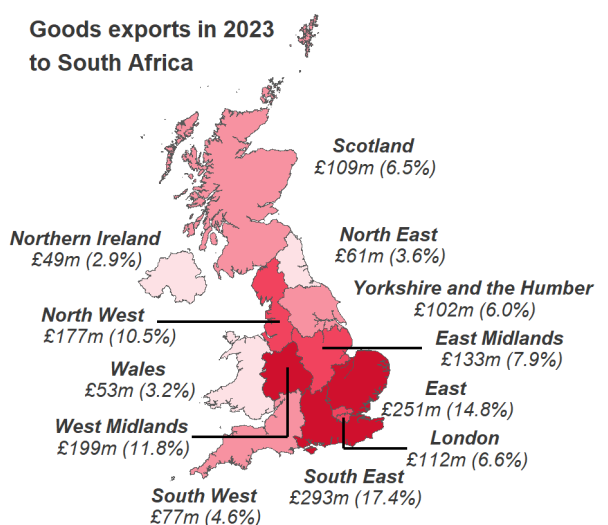 Goods exports in 2023
to South Africa
Scotland
£109m (6.5%)
Northern Ireland
£49m (2.9%)
North East
£61m (3.6%)
Yorkshire and the Humber
£102m (6.0%)
North West
£177m (10.5%)
East Midlands
£133m (7.9%)
Wales
£53m (3.2%)
East
£251m (14.8%)
West Midlands
£199m (11.8%)
London
£112m (6.6%)
South East
£293m (17.4%)
South West
£77m (4.6%)